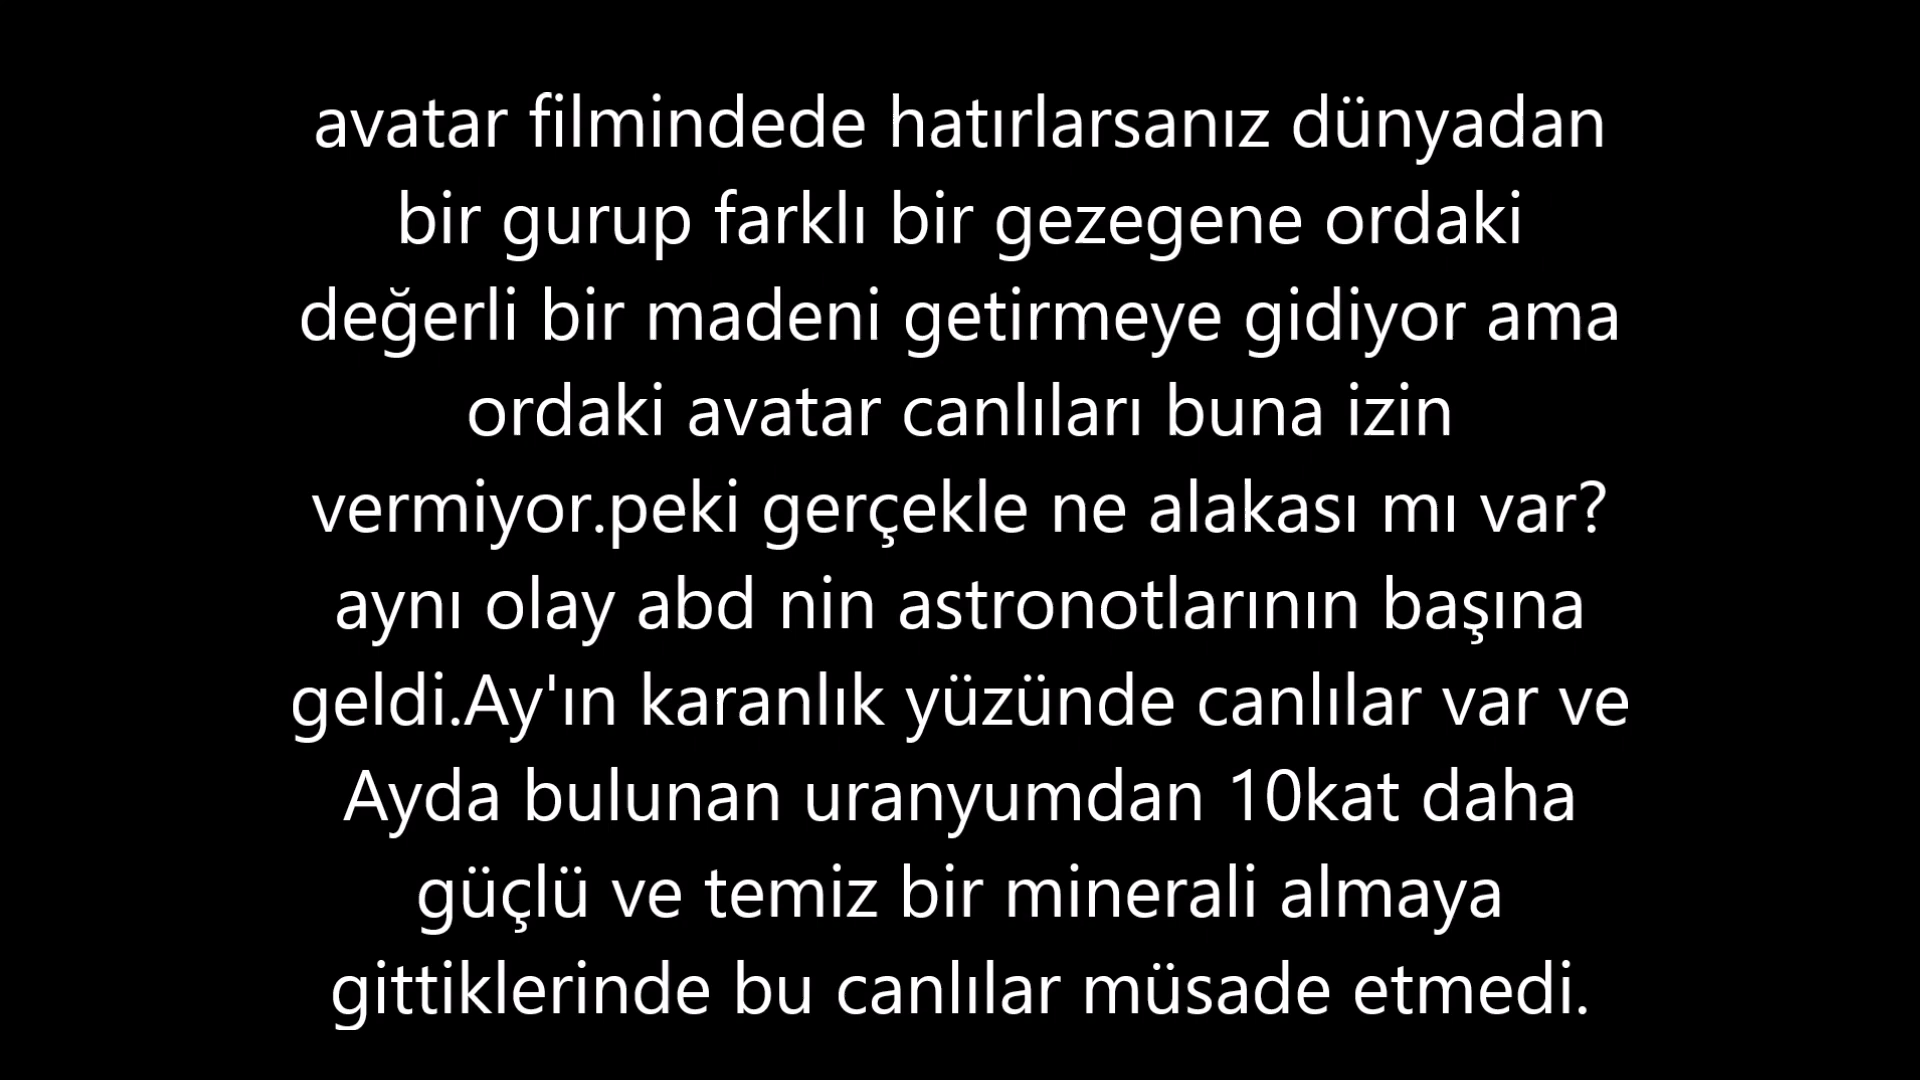 avatar filmindede hatırlarsanız dünyadan
bir gurup farklı bir gezegene ordaki
değerli bir madeni getirmeye gidiyor ama
ordaki avatar canlıları buna izin
vermiyor.peki gerçekle ne alakası mı var?
aynı olay abd nin astronotlarının başına
geldi.Ay'ın karanlık yüzünde canlılar var ve
Ayda bulunan uranyumdan 10kat daha
güçlü ve temiz bir minerali almaya
gittiklerinde bu canlılar müsade etmedi.